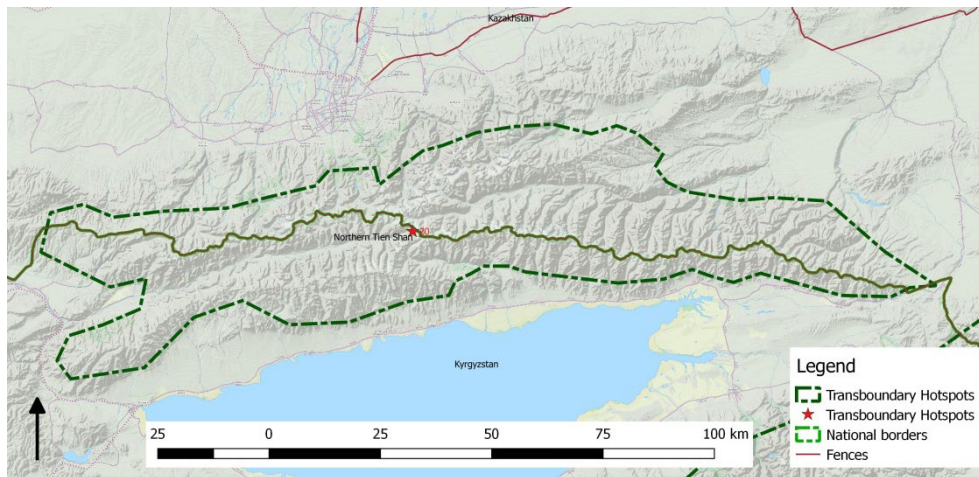 Kazakhstan
Northern Tien Shan
20
Kyrgyzstan
25 0 25 50 75 100 km
Legend
Transboundary Hotspots
Transboundary Hotspots
National borders
Fences